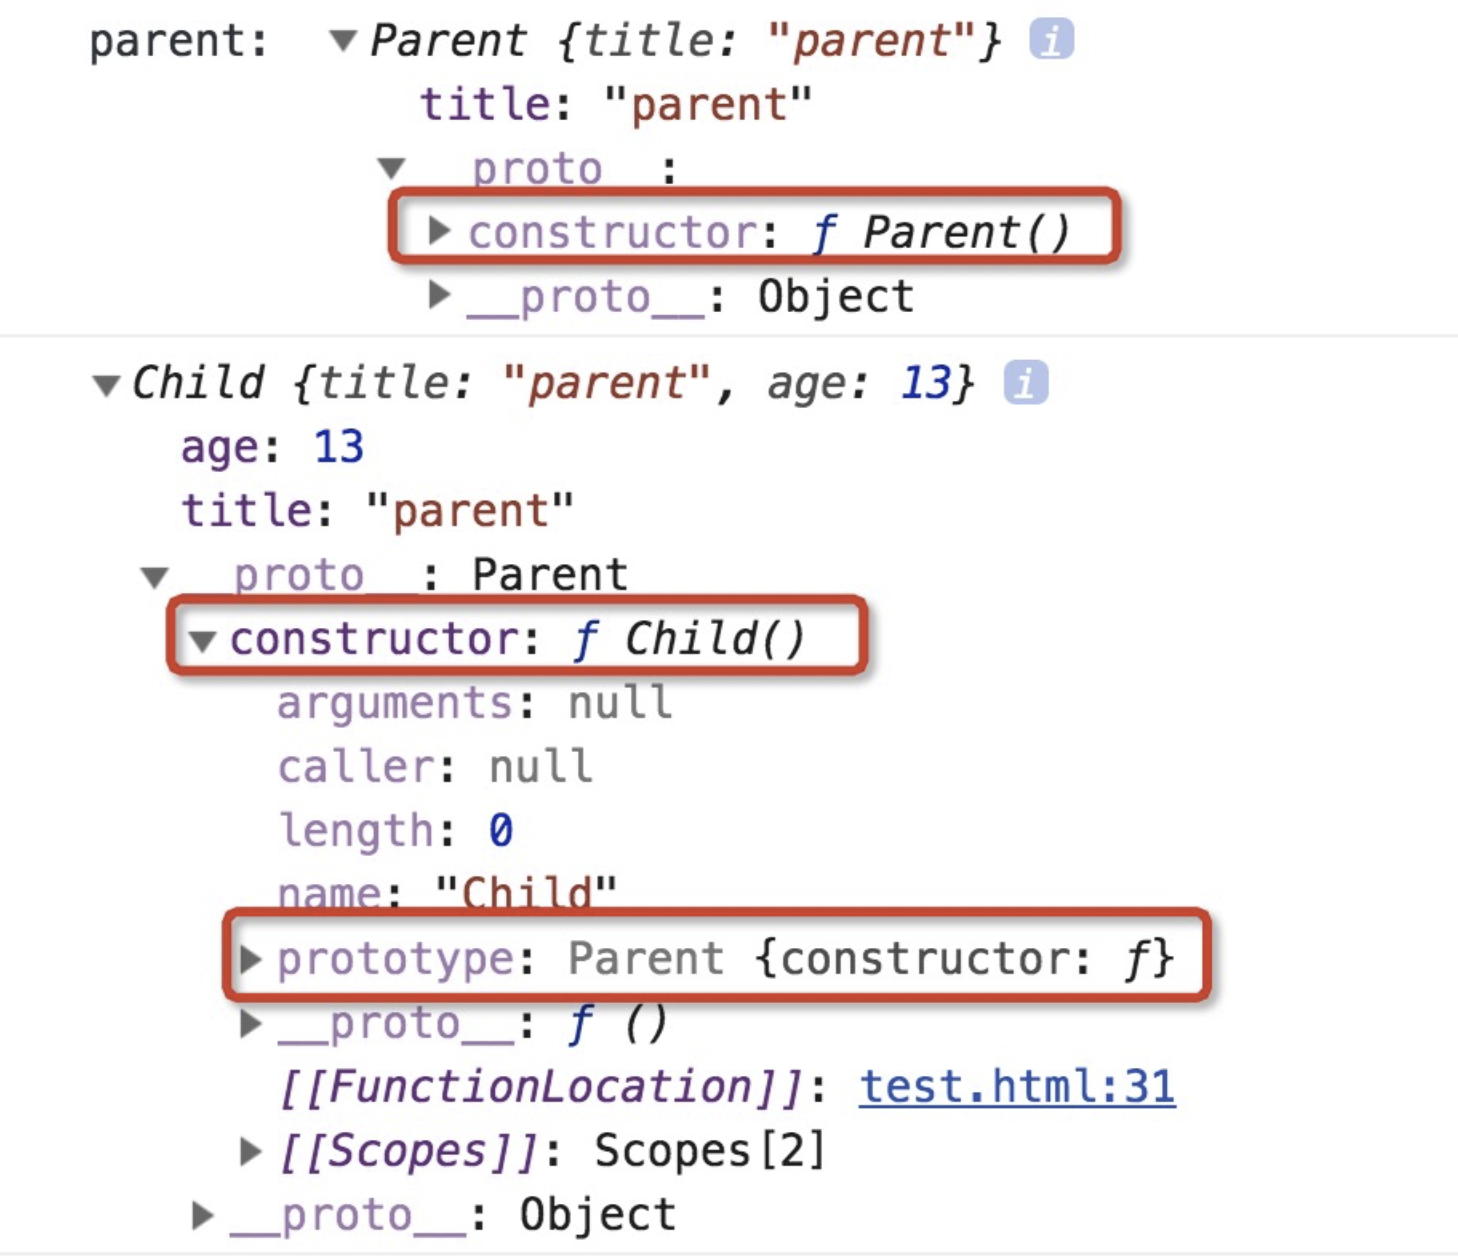 parent: ▼Parent {title: "parent"} i
title: "parent"
▼ __proto__:
▶ constructor: ƒ Parent()
▶ __proto__: Object
▼Child {title: "parent", age: 13} i
age: 13
title: "parent"
▼ __proto__: Parent
▼ constructor: ƒ Child()
arguments: null
caller: null
length: 0
name: "Child"
▶ prototype: Parent {constructor: ƒ}
▶ __proto__: ƒ ()
[[FunctionLocation]]: test.html:31
▶ [[Scopes]]: Scopes[2]
▶ __proto__: Object